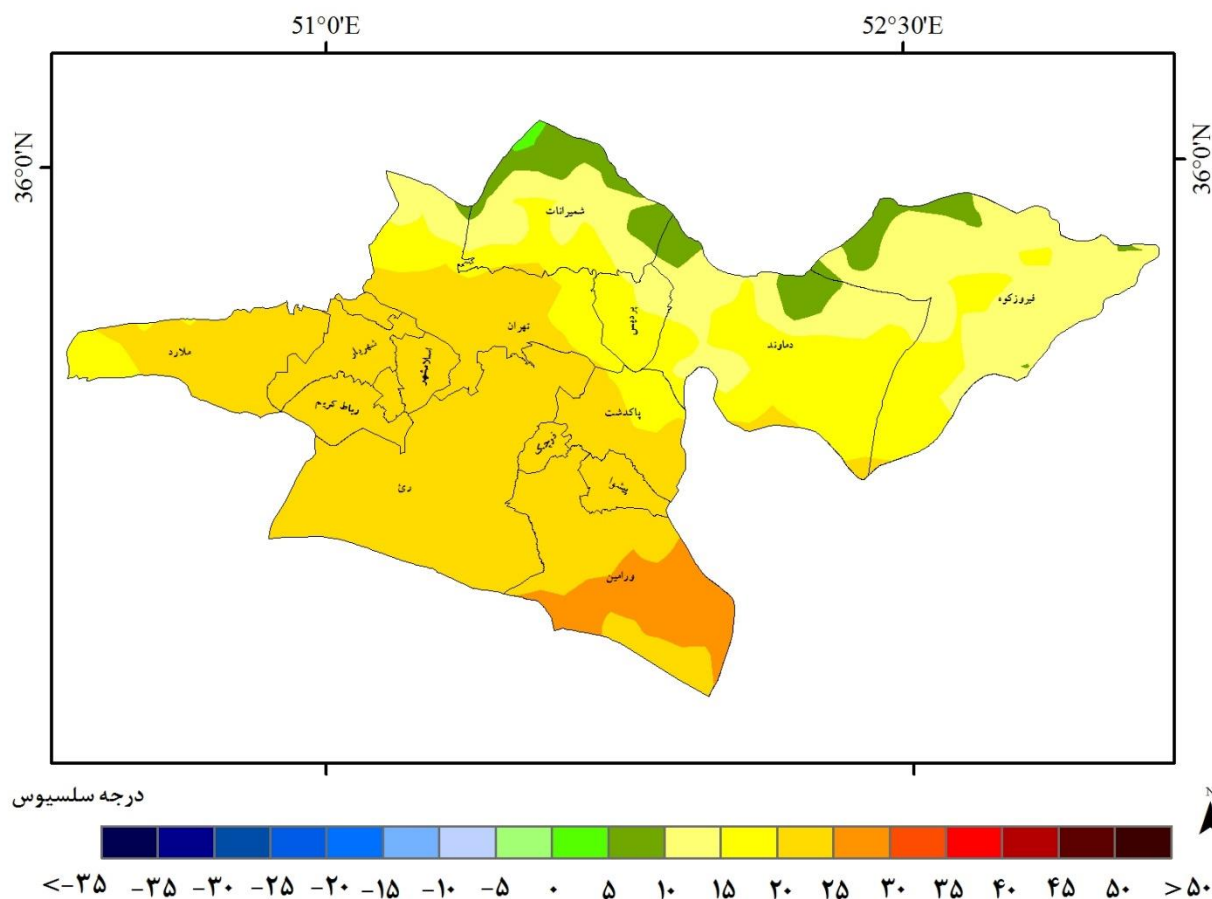 51°0'E
52°30'E
36°0'N
36°0'N
شمیرانات
فیروزکوه
پردیس
تهران
دماوند
ملارد
شهریار
اسلامشهر
رباط کریم
پاکدشت
ری
پیشوا
ورامین
درجه سلسیوس
N
<-۳۵ -۳۵ -۳۰ -۲۵ -۲۰ -۱۵ -۱۰ -۵ ۰ ۵ ۱۰ ۱۵ ۲۰ ۲۵ ۳۰ ۳۵ ۴۰ ۴۵ ۵۰ >۵۰